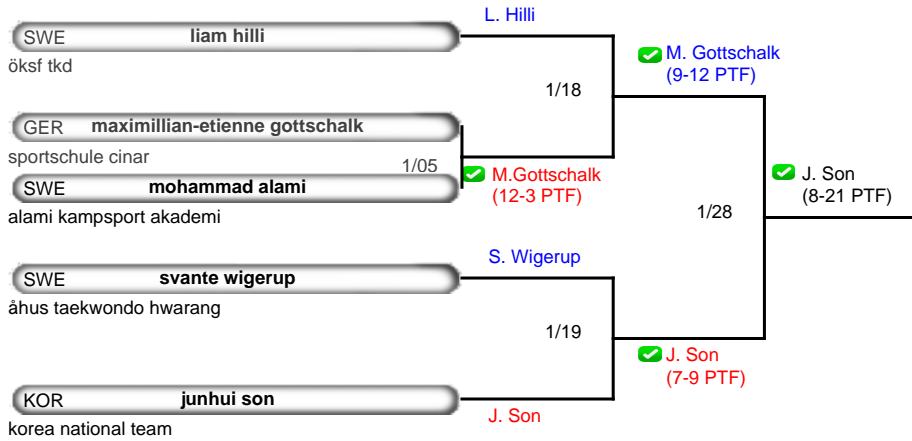 L. Hilli
SWE liam hilli
öksf tkd
M. Gottschalk
(9-12 PTF)
1/18
GER maximillian-etienne gottschalk
sportschule cinar
1/05
M.Gottschalk
(12-3 PTF)
SWE mohammad alami
alami kampsport akademi
J. Son
(8-21 PTF)
1/28
S. Wigerup
SWE svante wigerup
åhus taekwondo hwarang
1/19
J. Son
(7-9 PTF)
KOR junhui son
J. Son
korea national team